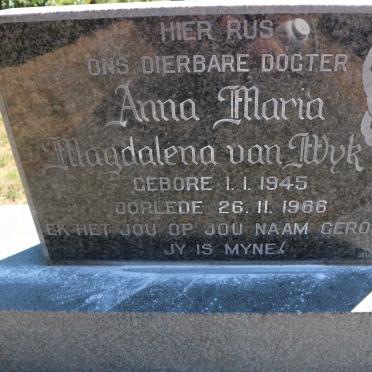 HIER RUS
ONS DIERBARE DOGTER
Anna Maria
Magdalena van Wyk
GEBORE 1.1.1945
OORLEDE 26.11.1966
EK HET JOU OP JOU NAAM GERO
JY IS MYNE!